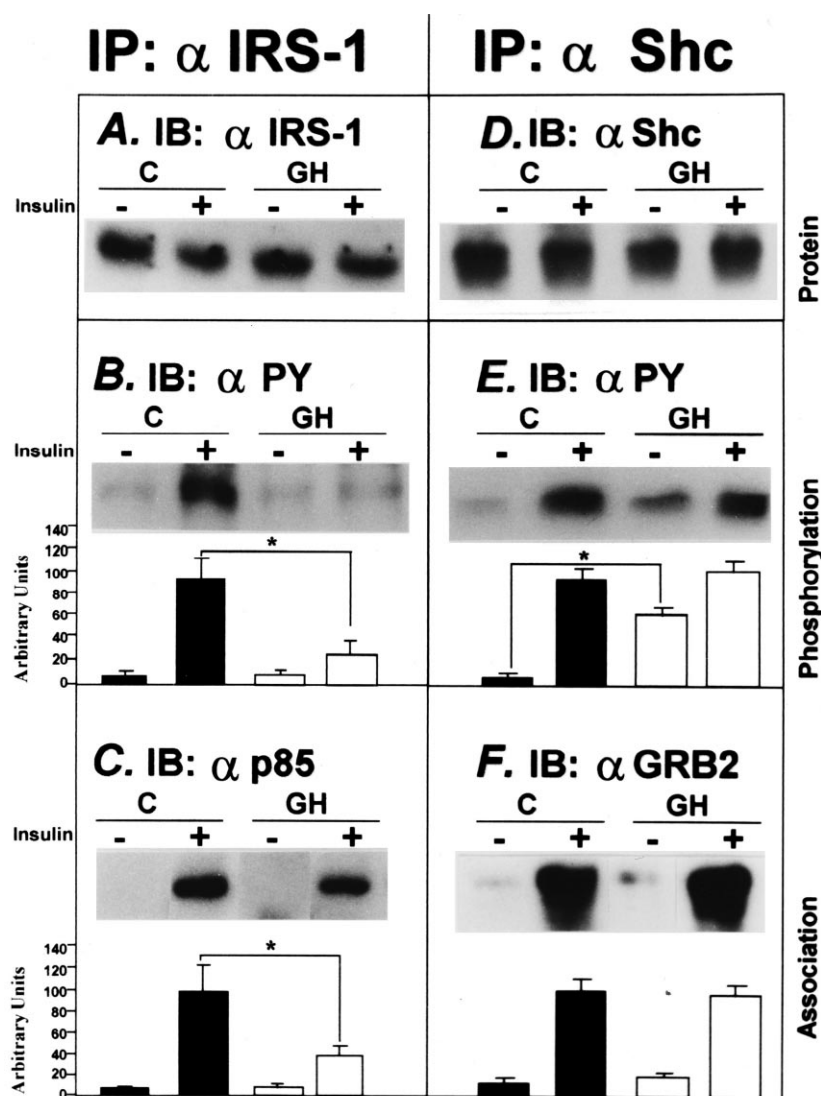 IP: α IRS-1
IP: α Shc
A. IB: α IRS-1
C GH
Insulin - + - +
D. IB: α Shc
C GH
- + - +
Protein
B. IB: α PY
C GH
Insulin - + - +
140
120
100
80
60
40
20
0
Arbitrary Units
*
E. IB: α PY
C GH
- + - +
*
Phosphorylation
C. IB: α p85
C GH
Insulin - + - +
140
120
100
80
60
40
20
0
Arbitrary Units
*
F. IB: α GRB2
C GH
- + - +
Association